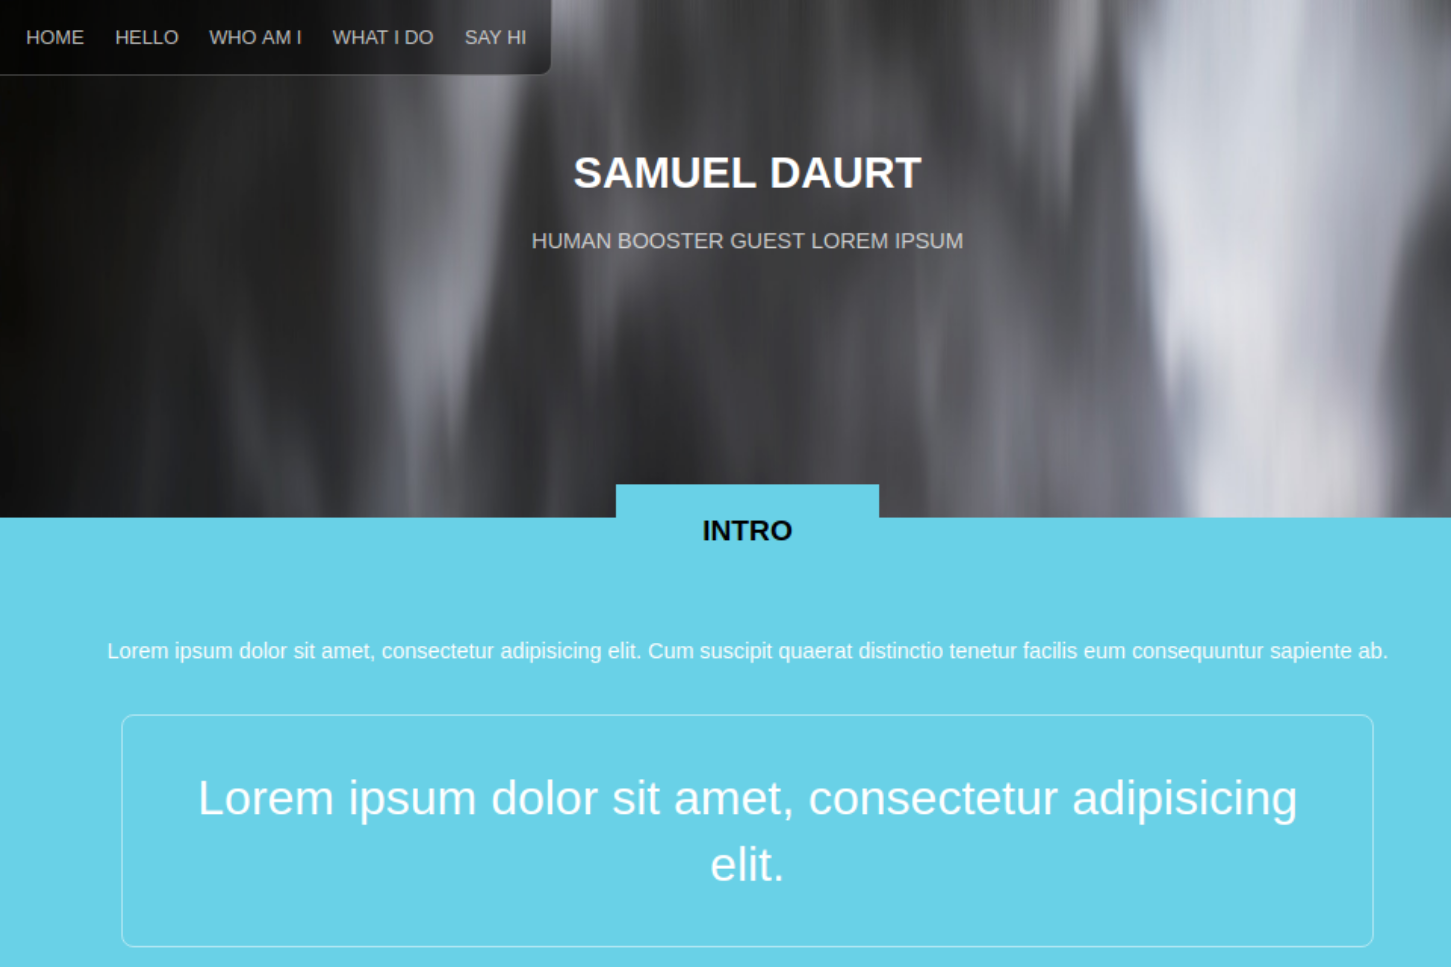 HOME HELLO WHO AM I WHAT I DO SAY HI
SAMUEL DAURT
HUMAN BOOSTER GUEST LOREM IPSUM
INTRO
Lorem ipsum dolor sit amet, consectetur adipisicing elit. Cum suscipit quaerat distinctio tenetur facilis eum consequuntur sapiente ab.
Lorem ipsum dolor sit amet, consectetur adipisicing
elit.